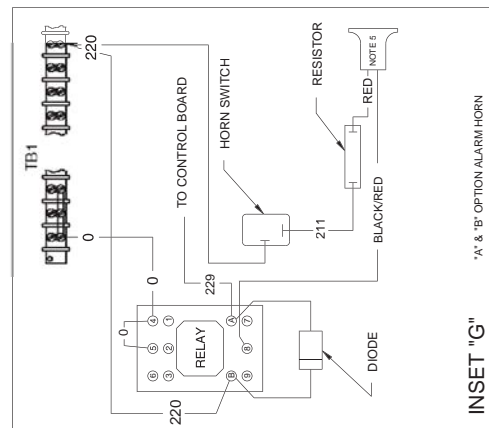 TB1
220
0
TO CONTROL BOARD
HORN SWITCH
RESISTOR
NOTE 5
RED
211
BLACK/RED
229
0
0
4
1
A
7
5
2
RELAY
8
6
3
B
9
220
DIODE
"A" & "B" OPTION ALARM HORN
INSET "G"